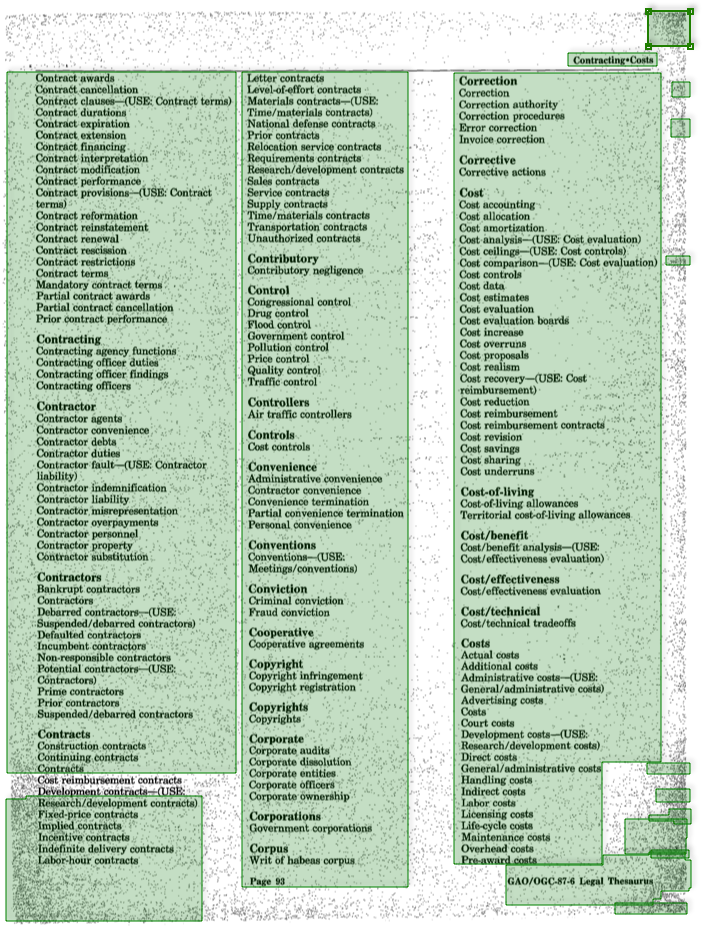 Contracting•Costs
Contract awards
Contract cancellation
Contract clauses—(USE: Contract terms)
Contract durations
Contract expiration
Contract extension
Contract financing
Contract interpretation
Contract modification
Contract performance
Contract provisions—(USE: Contract
terms)
Contract reformation
Contract reinstatement
Contract renewal
Contract rescission
Contract restrictions
Contract terms
Mandatory contract terms
Partial contract awards
Partial contract cancellation
Prior contract performance
Contracting
Contracting agency functions
Contracting officer duties
Contracting officer findings
Contracting officers
Contractor
Contractor agents
Contractor convenience
Contractor debts
Contractor duties
Contractor fault—(USE: Contractor
liability)
Contractor indemnification
Contractor liability
Contractor misrepresentation
Contractor overpayments
Contractor personnel
Contractor property
Contractor substitution
Contractors
Bankrupt contractors
Contractors
Debarred contractors—(USE:
Suspended/debarred contractors)
Defaulted contractors
Incumbent contractors
Non-responsible contractors
Potential contractors—(USE:
Contractors)
Prime contractors
Prior contractors
Suspended/debarred contractors
Contracts
Construction contracts
Continuing contracts
Contracts
Cost reimbursement contracts
Development contracts—(USE:
Research/development contracts)
Fixed-price contracts
Implied contracts
Incentive contracts
Indefinite delivery contracts
Labor-hour contracts
Letter contracts
Level-of-effort contracts
Materials contracts—(USE:
Time/materials contracts)
National defense contracts
Prior contracts
Relocation service contracts
Requirements contracts
Research/development contracts
Sales contracts
Service contracts
Supply contracts
Time/materials contracts
Transportation contracts
Unauthorized contracts
Contributory
Contributory negligence
Control
Congressional control
Drug control
Flood control
Government control
Pollution control
Price control
Quality control
Traffic control
Controllers
Air traffic controllers
Controls
Cost controls
Convenience
Administrative convenience
Contractor convenience
Convenience termination
Partial convenience termination
Personal convenience
Conventions
Conventions—(USE:
Meetings/conventions)
Conviction
Criminal conviction
Fraud conviction
Cooperative
Cooperative agreements
Copyright
Copyright infringement
Copyright registration
Copyrights
Copyrights
Corporate
Corporate audits
Corporate dissolution
Corporate entities
Corporate officers
Corporate ownership
Corporations
Government corporations
Corpus
Writ of habeas corpus
Correction
Correction
Correction authority
Correction procedures
Error correction
Invoice correction
Corrective
Corrective actions
Cost
Cost accounting
Cost allocation
Cost amortization
Cost analysis—(USE: Cost evaluation)
Cost ceilings—(USE: Cost controls)
Cost comparison—(USE: Cost evaluation)
Cost controls
Cost data
Cost estimates
Cost evaluation
Cost evaluation boards
Cost increase
Cost overruns
Cost proposals
Cost realism
Cost recovery—(USE: Cost
reimbursement)
Cost reduction
Cost reimbursement
Cost reimbursement contracts
Cost revision
Cost savings
Cost sharing
Cost underruns
Cost-of-living
Cost-of-living allowances
Territorial cost-of-living allowances
Cost/benefit
Cost/benefit analysis—(USE:
Cost/effectiveness evaluation)
Cost/effectiveness
Cost/effectiveness evaluation
Cost/technical
Cost/technical tradeoffs
Costs
Actual costs
Additional costs
Administrative costs—(USE:
General/administrative costs)
Advertising costs
Costs
Court costs
Development costs—(USE:
Research/development costs)
Direct costs
General/administrative costs
Handling costs
Indirect costs
Labor costs
Licensing costs
Life-cycle costs
Maintenance costs
Overhead costs
Pre-award costs
Page 93
GAO/OGC-87-6 Legal Thesaurus